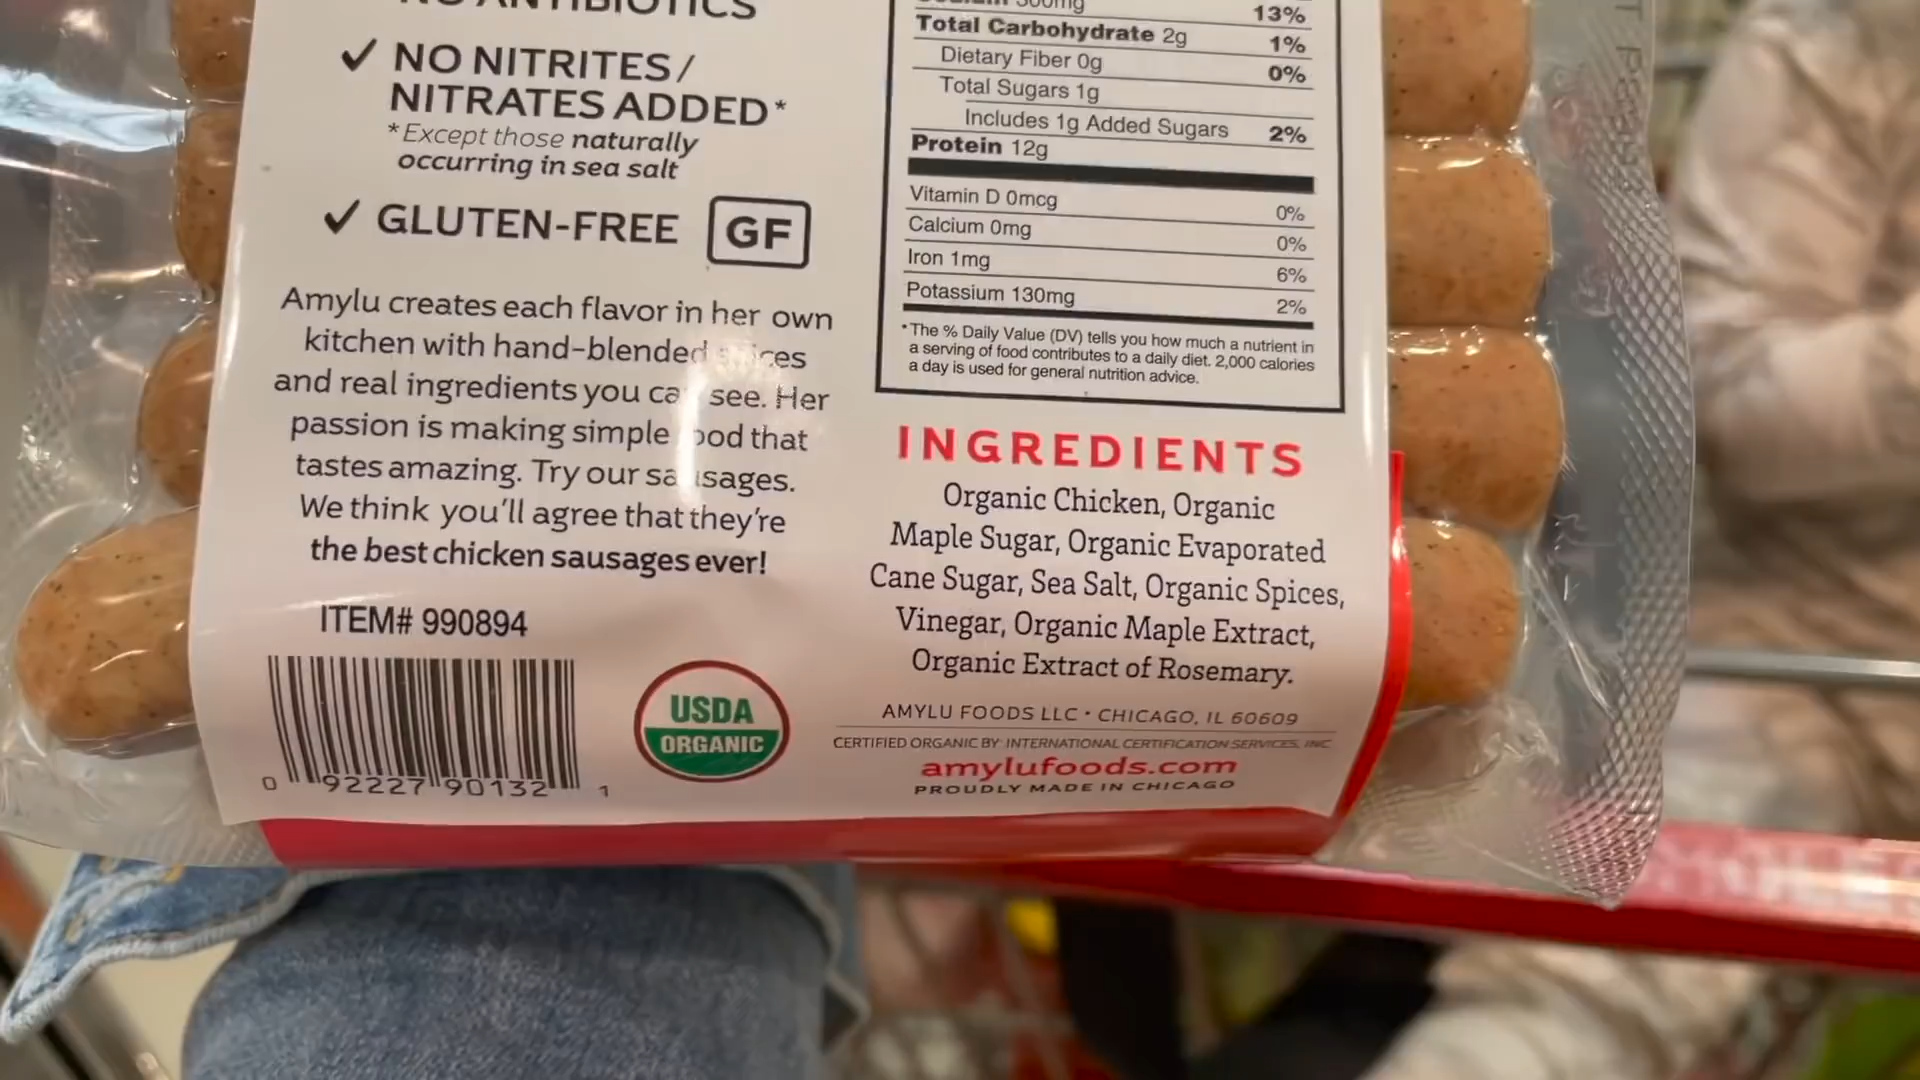 NO ANTIBIOTICS
✓ NO NITRITES/
NITRATES ADDED*
*Except those naturally
occurring in sea salt
✓ GLUTEN-FREE GF
Amylu creates each flavor in her own
kitchen with hand-blended
and real ingredients you see. Her
passion is making simple that
tastes amazing. Try our sausages.
We think you'll agree that they're
the best chicken sausages ever!
ITEM# 990894
0 92227 90132 1
USDA
ORGANIC
13%
Total Carbohydrate 2g 1%
Dietary Fiber 0g 0%
Total Sugars 1g
Includes 1g Added Sugars 2%
Protein 12g
Vitamin D 0mcg 0%
Calcium 0mg 0%
Iron 1mg 6%
Potassium 130mg 2%
*The % Daily Value (DV) tells you how much a nutrient in
a serving of food contributes to a daily diet. 2,000 calories
a day is used for general nutrition advice.
INGREDIENTS
Organic Chicken, Organic
Maple Sugar, Organic Evaporated
Cane Sugar, Sea Salt, Organic Spices,
Vinegar, Organic Maple Extract,
Organic Extract of Rosemary.
AMYLU FOODS LLC • CHICAGO, IL 60609
CERTIFIED ORGANIC BY: INTERNATIONAL CERTIFICATION SERVICES, INC.
amylufoods.com
PROUDLY MADE IN CHICAGO